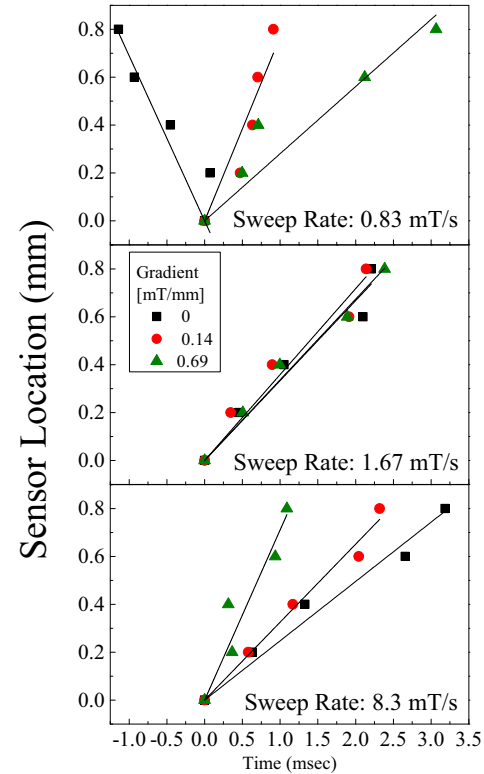 0.8
0.6
0.4
0.2
0.0
Sweep Rate: 0.83 mT/s
Sensor Location (mm)
0.8
0.6
0.4
0.2
0.0
Gradient
[mT/mm]
0
0.14
0.69
Sweep Rate: 1.67 mT/s
0.8
0.6
0.4
0.2
0.0
Sweep Rate: 8.3 mT/s
-1.0 -0.5 0.0 0.5 1.0 1.5 2.0 2.5 3.0 3.5
Time (msec)